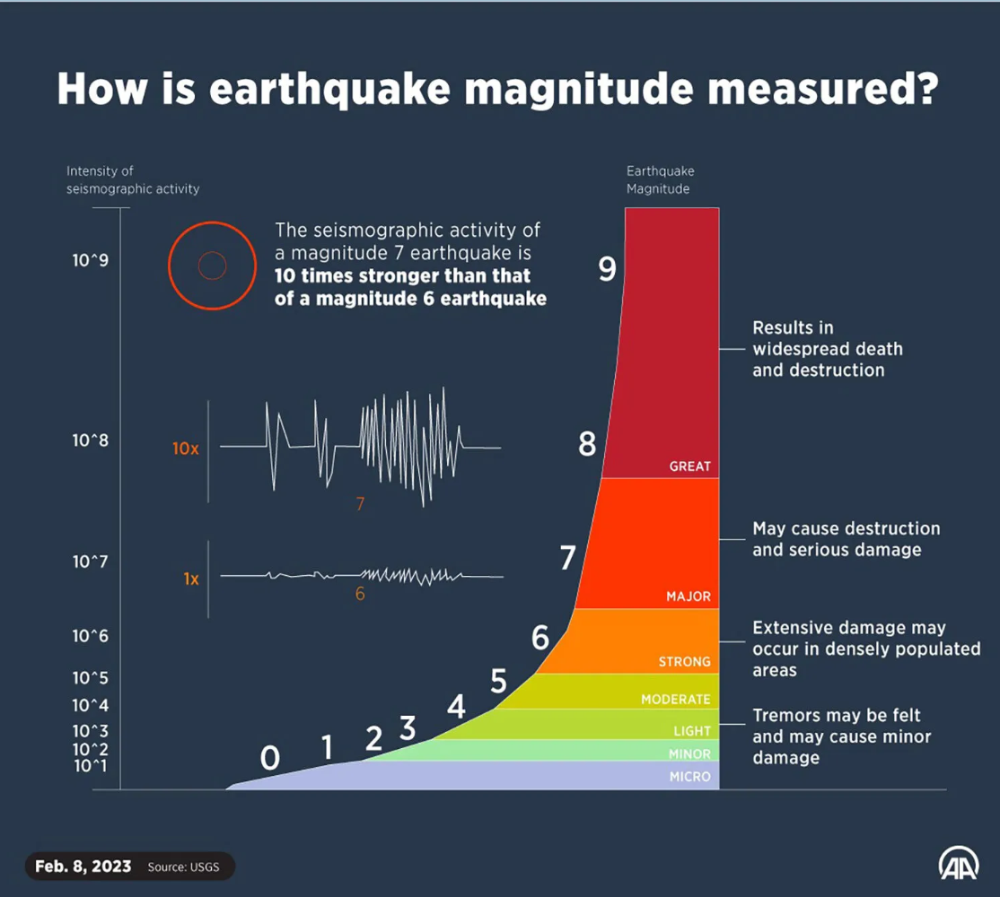 How is earthquake magnitude measured?
Intensity of
seismographic activity
Earthquake
Magnitude
The seismographic activity of
a magnitude 7 earthquake is
10 times stronger than that
of a magnitude 6 earthquake
10^9
10^8
10^7
10^6
10^5
10^4
10^3
10^2
10^1
10x
7
1x
6
9
8
7
6
5
4
3
2
1
0
GREAT
MAJOR
STRONG
MODERATE
LIGHT
MINOR
MICRO
Results in
widespread death
and destruction
May cause destruction
and serious damage
Extensive damage may
occur in densely populated
areas
Tremors may be felt
and may cause minor
damage
Feb. 8, 2023 Source: USGS
AA